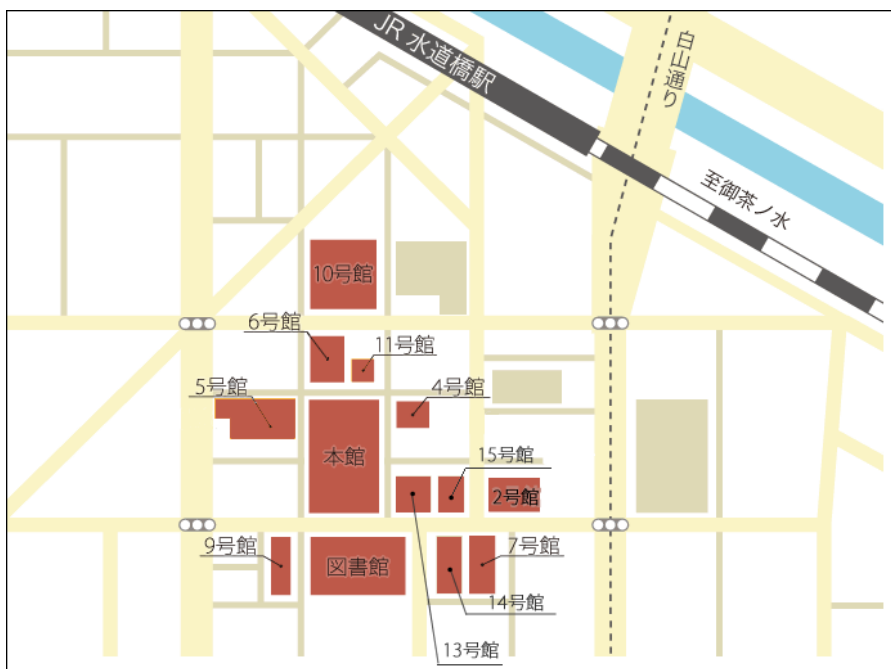 JR 水道橋駅
白山通り
至御茶ノ水
10号館
6号館
11号館
5号館
4号館
本館
15号館
2号館
9号館
図書館
7号館
14号館
13号館